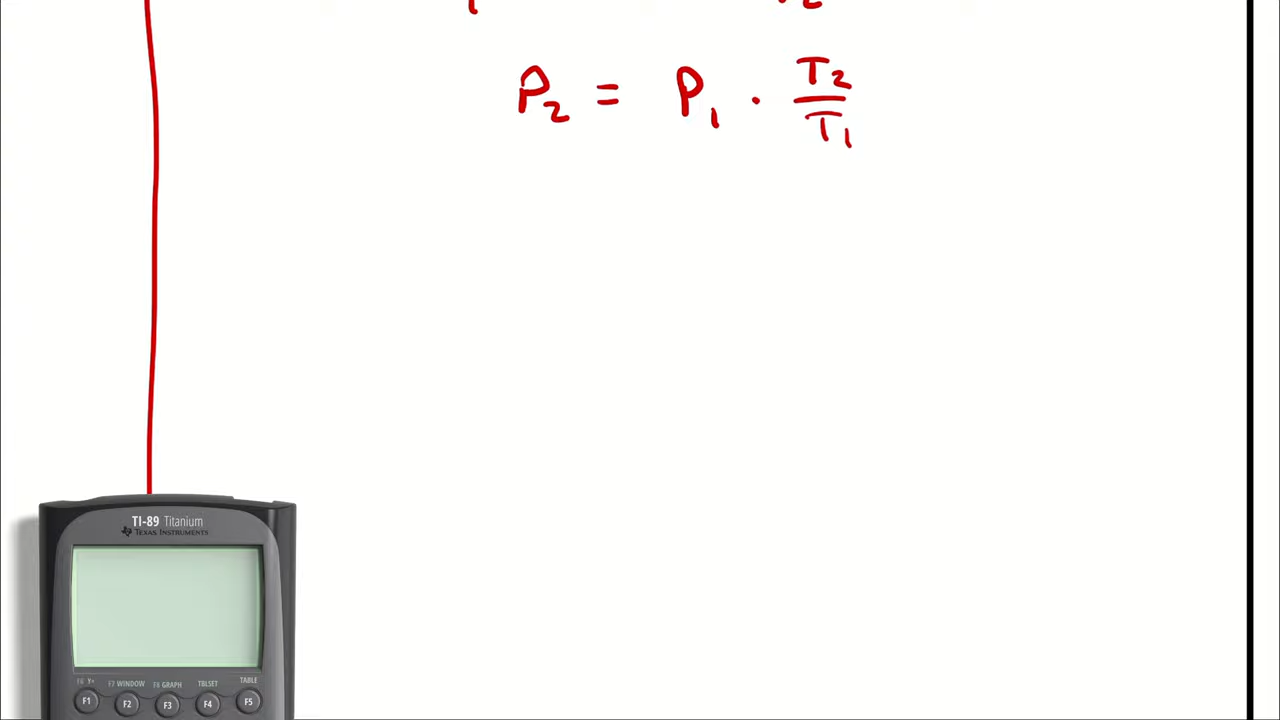 P₂ = P₁ · T₂/T₁
TI-89 Titanium
TEXAS INSTRUMENTS
F6 Y= F7 WINDOW F8 GRAPH TBLSET TABLE
F1 F2 F3 F4 F5